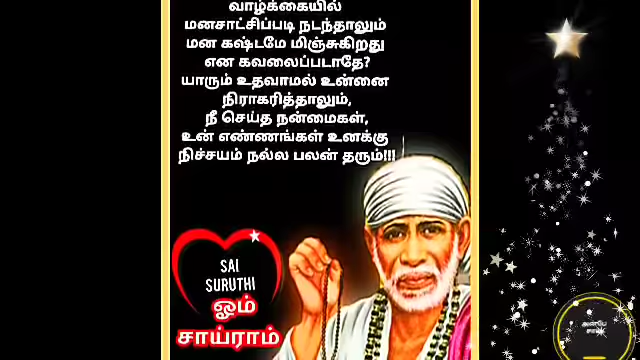 வாழ்க்கையில்
மனசாட்சிப்படி நடந்தாலும்
மன கஷ்டமே மிஞ்சுகிறது
என கவலைப்படாதே?
யாரும் உதவாமல் உன்னை
நிராகரித்தாலும்,
நீ செய்த நன்மைகள்,
உன் எண்ணங்கள் உனக்கு
நிச்சயம் நல்ல பலன் தரும்!!!
SAI
SURUTHI
ஓம்
சாய்ராம்